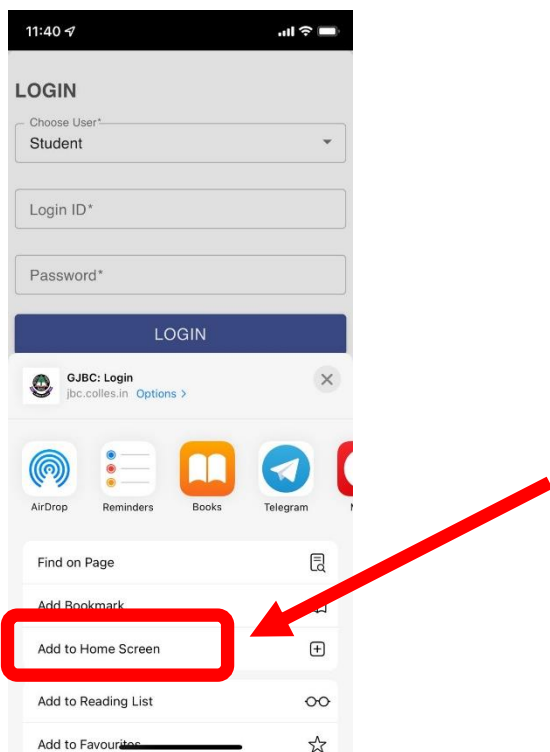 11:40
LOGIN
Choose User*
Student
Login ID*
Password*
LOGIN
GJBC: Login
jbc.colles.in Options >
AirDrop Reminders Books Telegram
Find on Page
Add Bookmark
Add to Home Screen
Add to Reading List
Add to Favourites